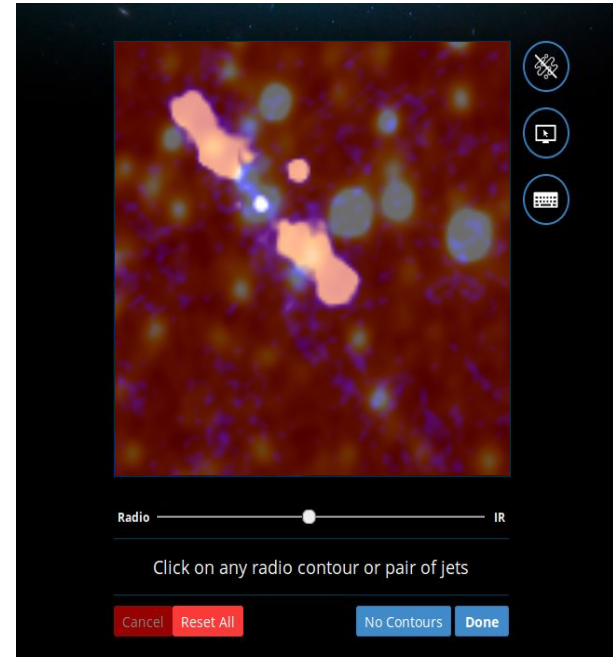 Radio IR
Click on any radio contour or pair of jets
Cancel Reset All No Contours Done